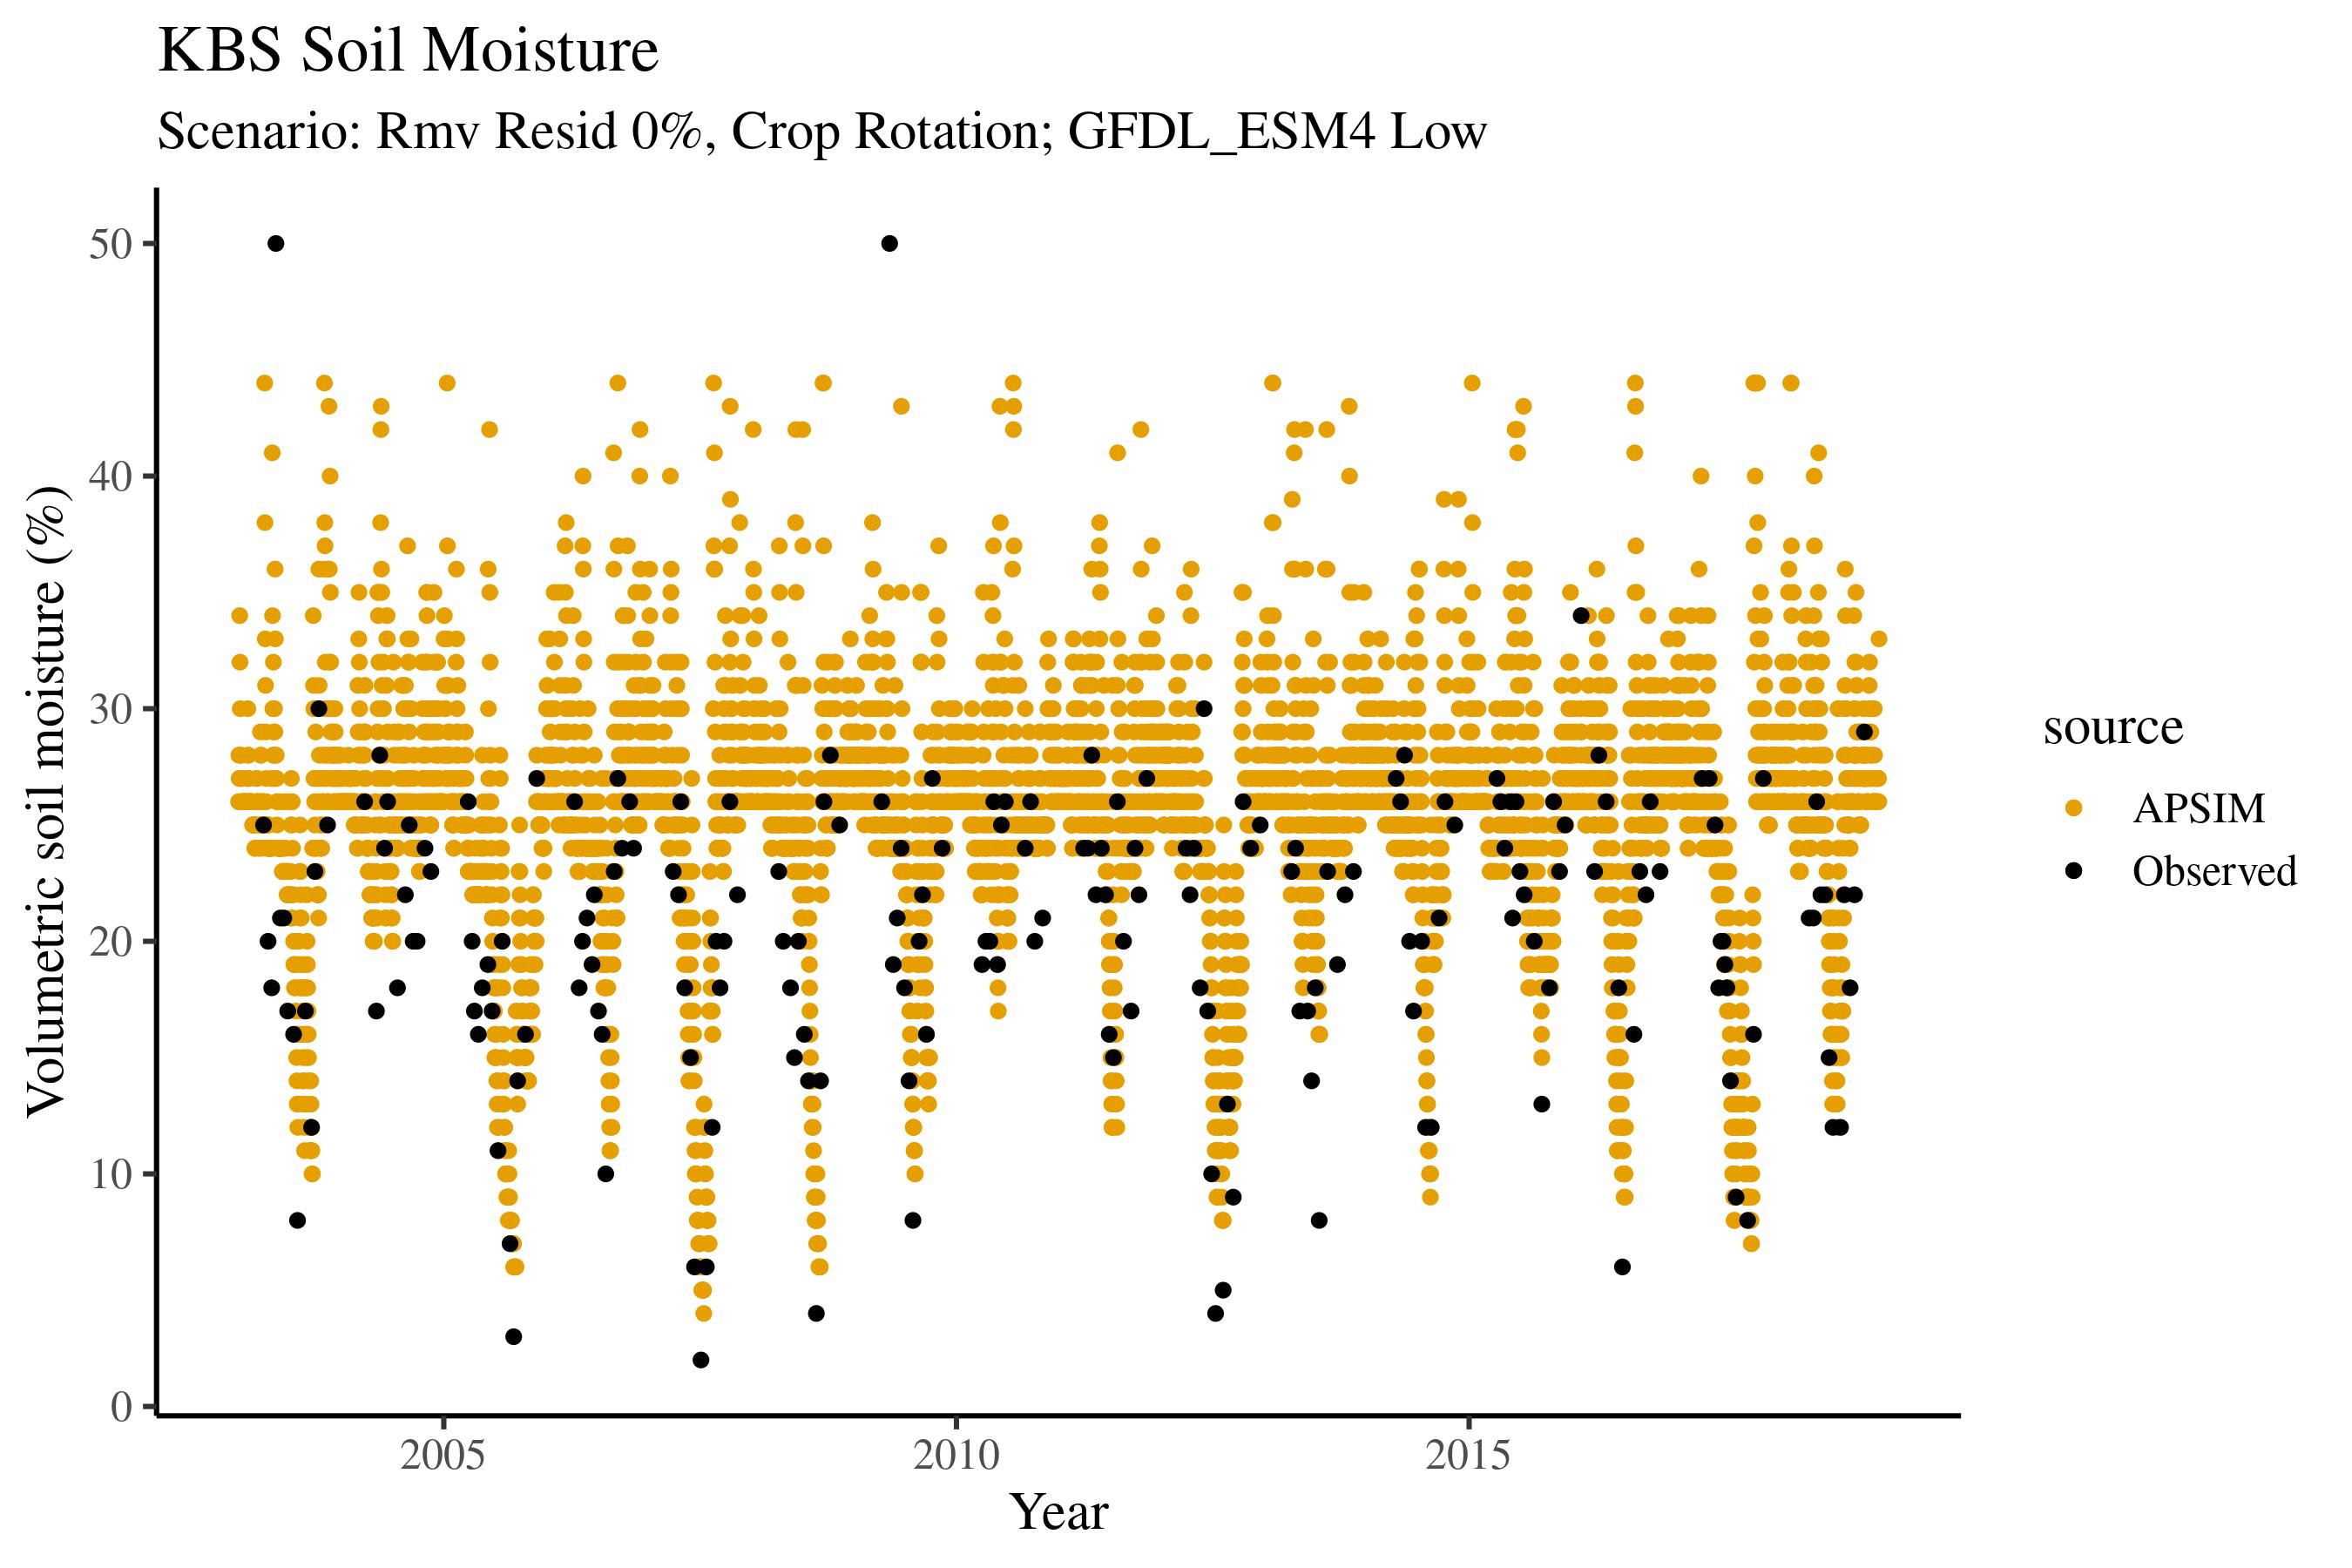 KBS Soil Moisture
Scenario: Rmv Resid 0%, Crop Rotation; GFDL_ESM4 Low
Volumetric soil moisture (%)
50
40
30
20
10
0
2005 2010 2015
Year
source
APSIM
Observed